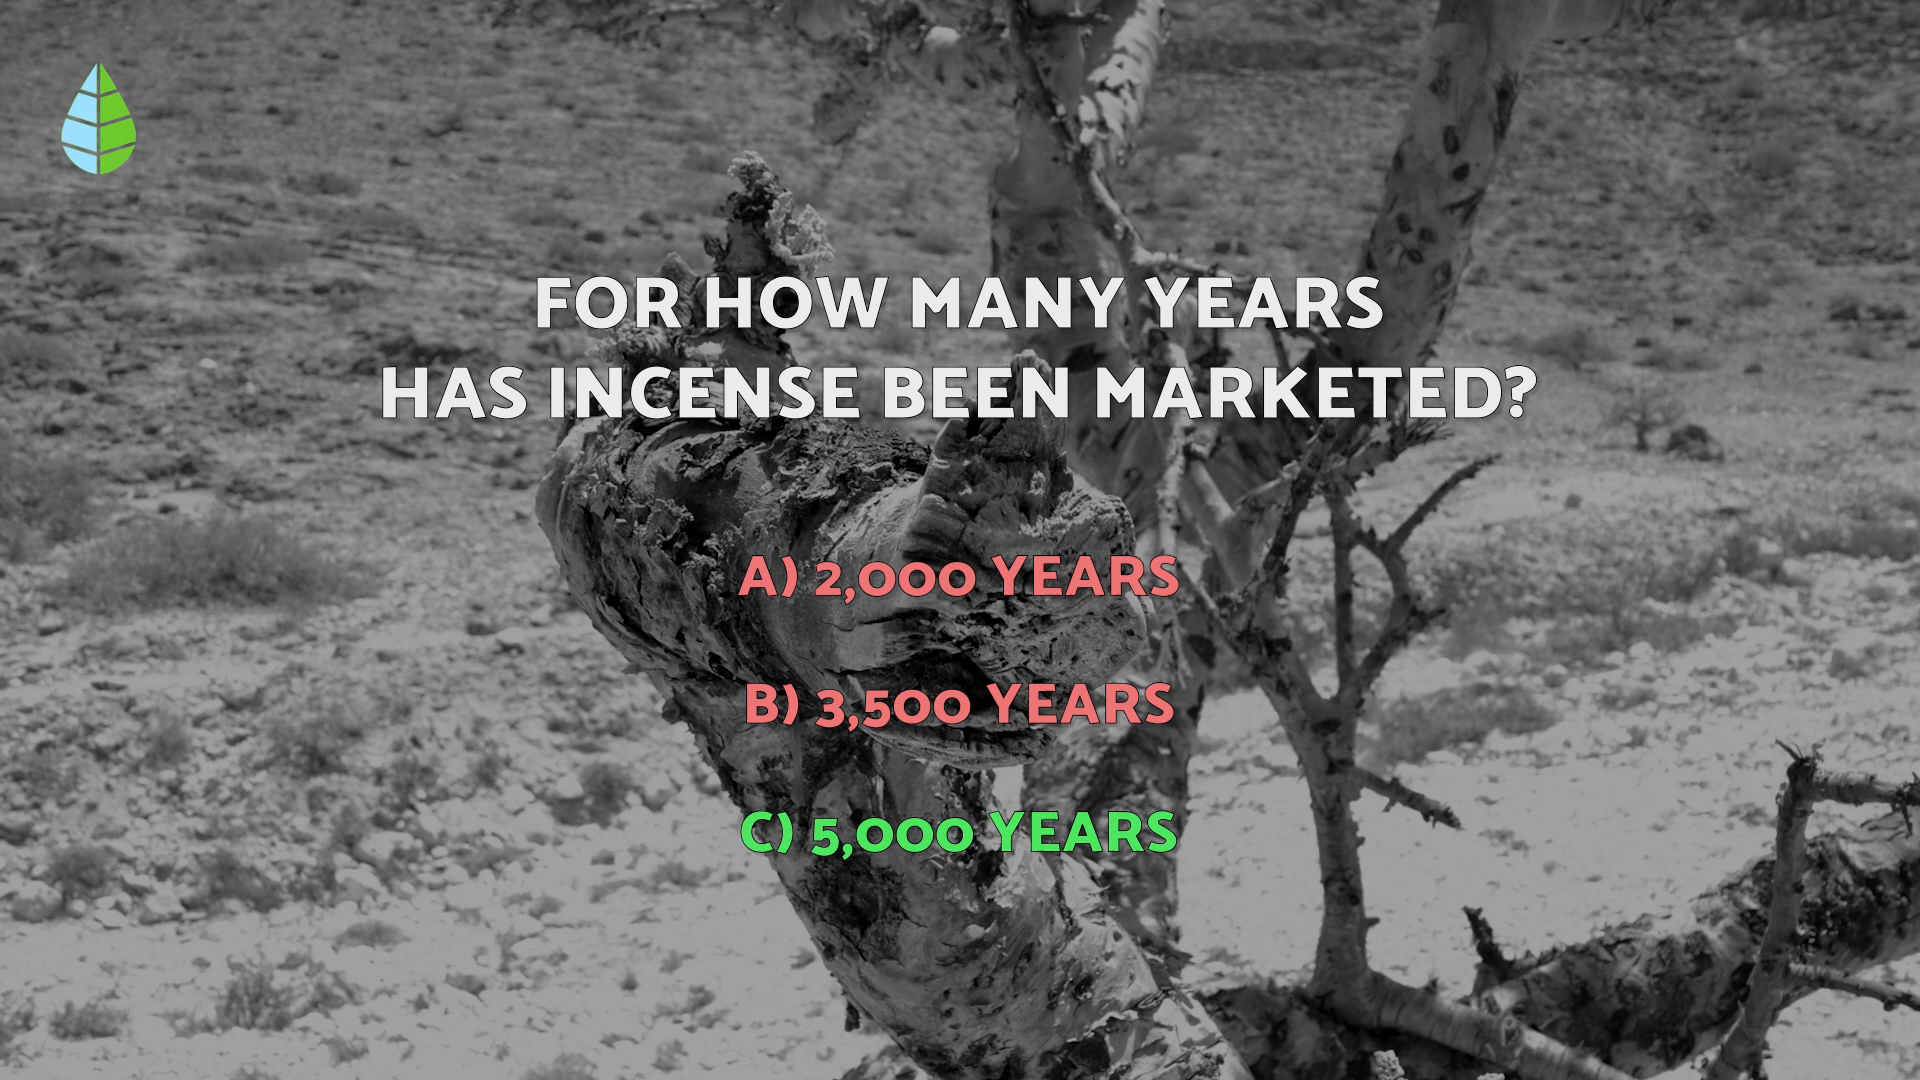 FOR HOW MANY YEARS
HAS INCENSE BEEN MARKETED?
A) 2,000 YEARS
B) 3,500 YEARS
C) 5,000 YEARS